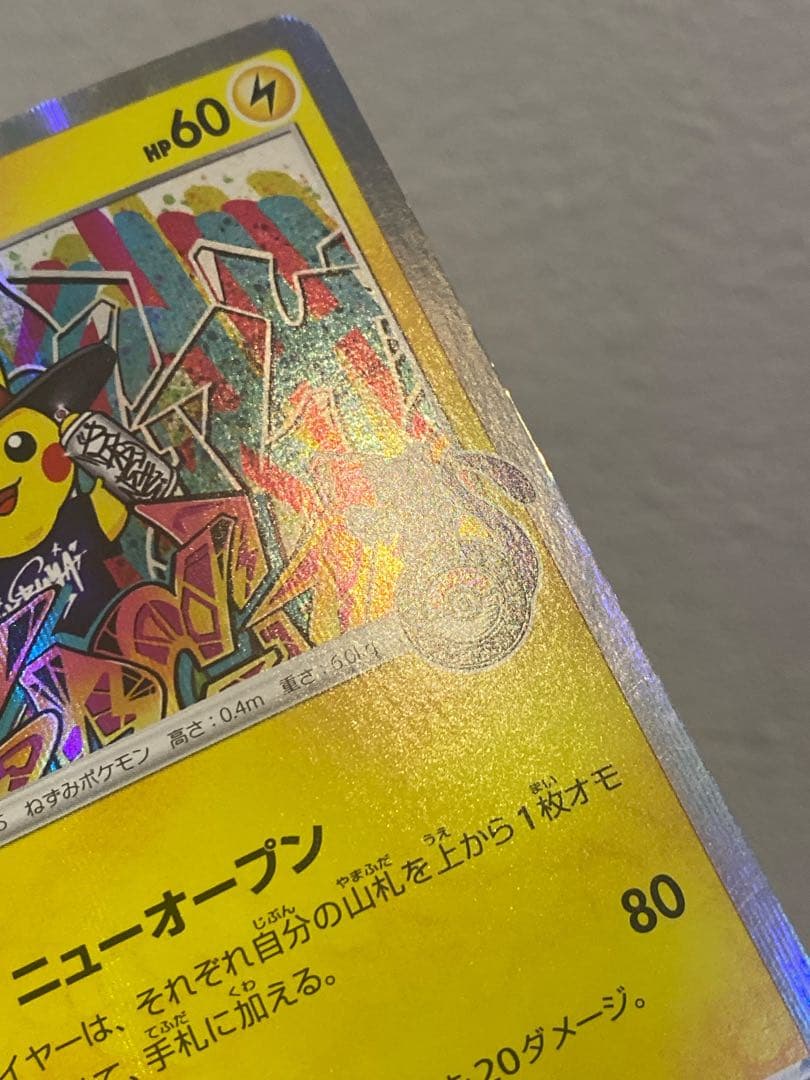 HP60
ねずみポケモン 高さ:0.4m 重さ:6.0kg
ニューオープン
イヤーは、それぞれ自分の山札を上から1枚オモ
て、手札に加える。
80
20ダメージ。